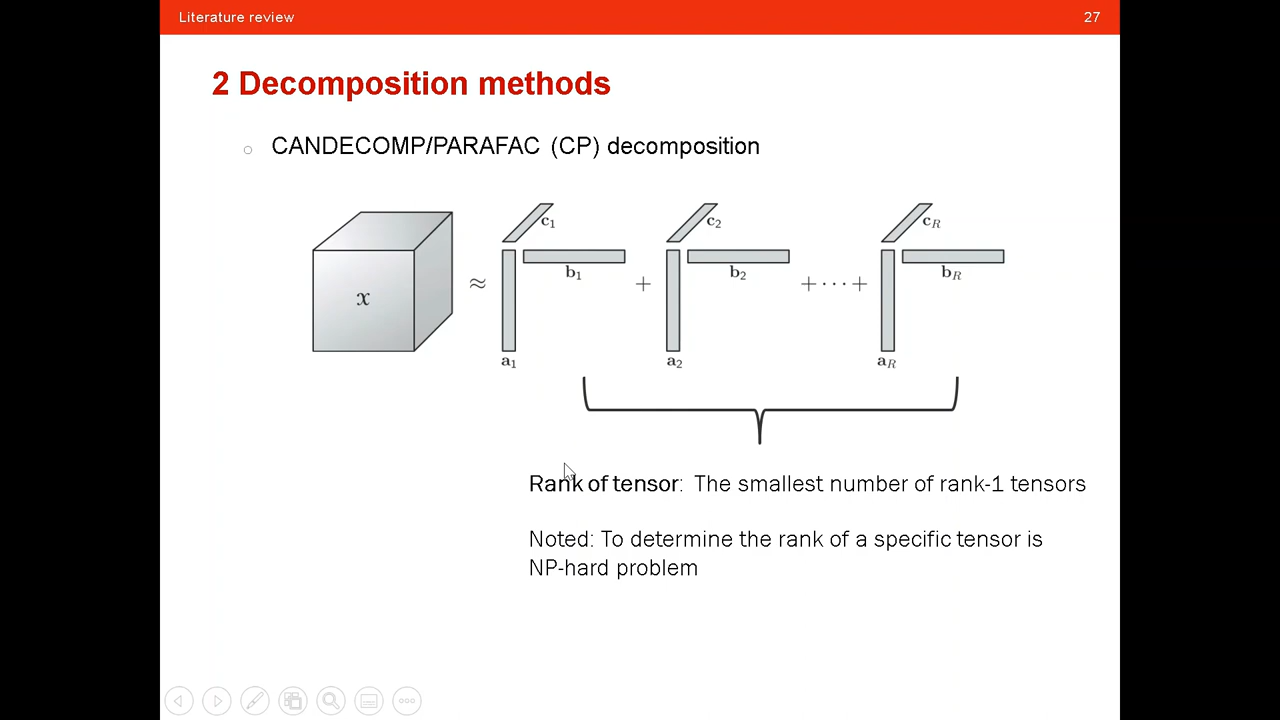 Literature review
27
2 Decomposition methods
CANDECOMP/PARAFAC (CP) decomposition
𝔛 ≈ c₁ b₁ a₁ + c₂ b₂ a₂ +···+ c_R b_R a_R
Rank of tensor: The smallest number of rank-1 tensors
Noted: To determine the rank of a specific tensor is
NP-hard problem